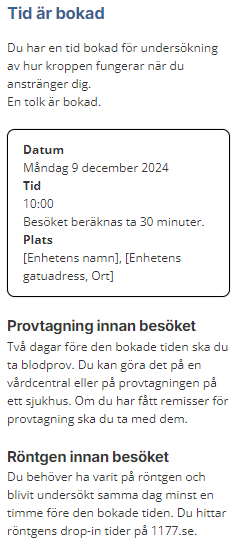 Tid är bokad
Du har en tid bokad för undersökning
av hur kroppen fungerar när du
anstränger dig.
En tolk är bokad.
Datum
Måndag 9 december 2024
Tid
10:00
Besöket beräknas ta 30 minuter.
Plats
[Enhetens namn], [Enhetens
gatuadress, Ort]
Provtagning innan besöket
Två dagar före den bokade tiden ska du
ta blodprov. Du kan göra det på en
vårdcentral eller på provtagningen på
ett sjukhus. Om du har fått remisser för
provtagning ska du ta med dem.
Röntgen innan besöket
Du behöver ha varit på röntgen och
blivit undersökt samma dag minst en
timme före den bokade tiden. Du hittar
röntgens drop-in tider på 1177.se.